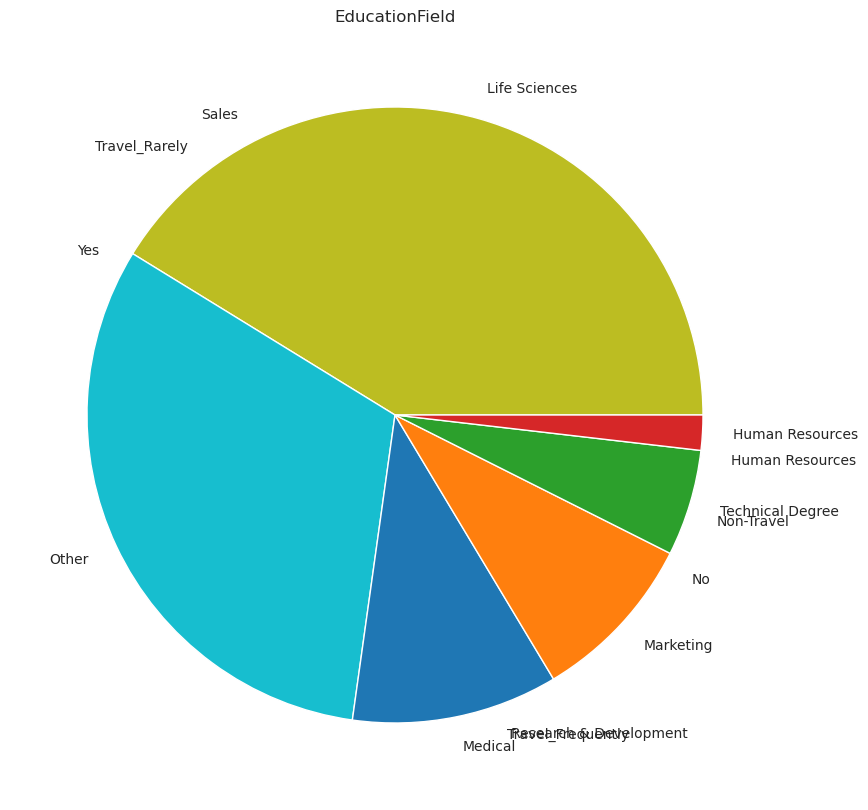 EducationField
Life Sciences
Sales
Travel_Rarely
Yes
Other
Medical
Travel_Frequently
Research & Development
Marketing
No
Non-Travel
Technical Degree
Human Resources
Human Resources